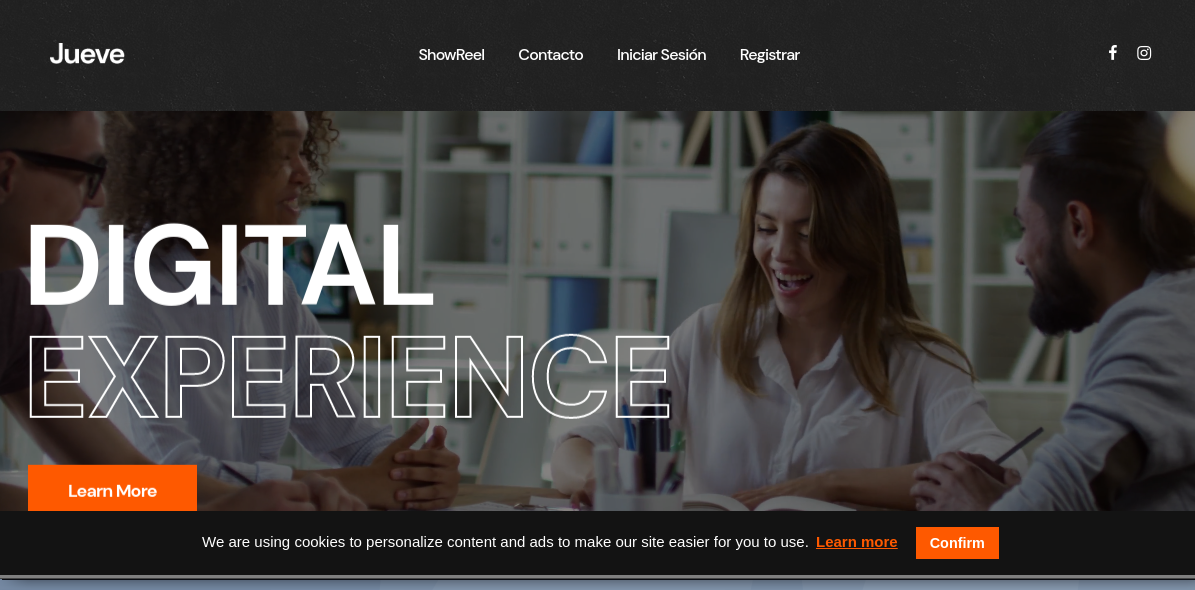 Jueve
ShowReel Contacto Iniciar Sesión Registrar
DIGITAL
EXPERIENCE
Learn More
We are using cookies to personalize content and ads to make our site easier for you to use. Learn more Confirm